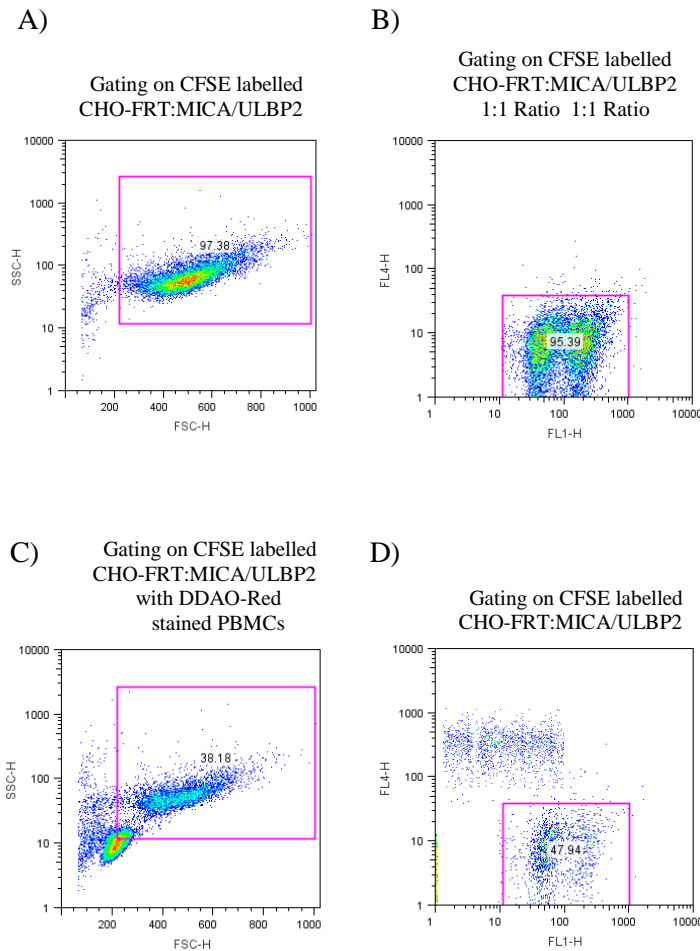 A)
Gating on CFSE labelled
CHO-FRT:MICA/ULBP2
10000
1000
100
10
1
SSC-H
97.38
200 400 600 800 1000
FSC-H
B)
Gating on CFSE labelled
CHO-FRT:MICA/ULBP2
1:1 Ratio 1:1 Ratio
10000
1000
100
10
1
FL4-H
95.39
1 10 100 1000 10000
FL1-H
C)
Gating on CFSE labelled
CHO-FRT:MICA/ULBP2
with DDAO-Red
stained PBMCs
10000
1000
100
10
1
SSC-H
38.18
200 400 600 800 1000
FSC-H
D)
Gating on CFSE labelled
CHO-FRT:MICA/ULBP2
10000
1000
100
10
1
FL4-H
47.94
1 10 100 1000 10000
FL1-H